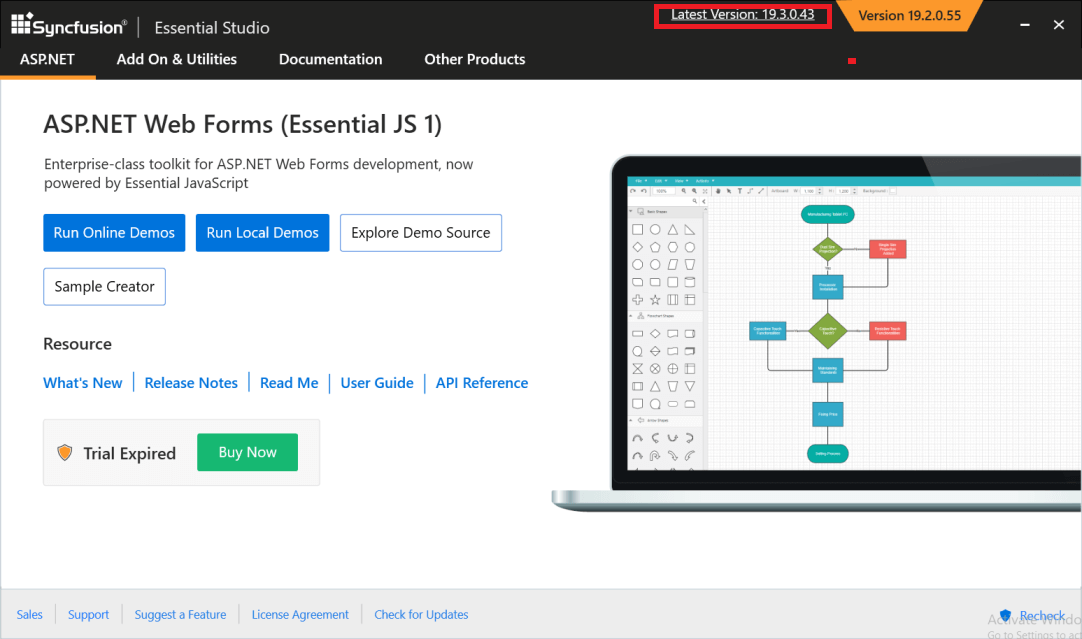 Syncfusion® Essential Studio
Latest Version: 19.3.0.43
Version 19.2.0.55
ASP.NET Add On & Utilities Documentation Other Products
ASP.NET Web Forms (Essential JS 1)
Enterprise-class toolkit for ASP.NET Web Forms development, now
powered by Essential JavaScript
Run Online Demos Run Local Demos Explore Demo Source
Sample Creator
Resource
What's New Release Notes Read Me User Guide API Reference
Trial Expired Buy Now
Sales Support Suggest a Feature License Agreement Check for Updates
Recheck
Activate Windo
Go to Settings to act